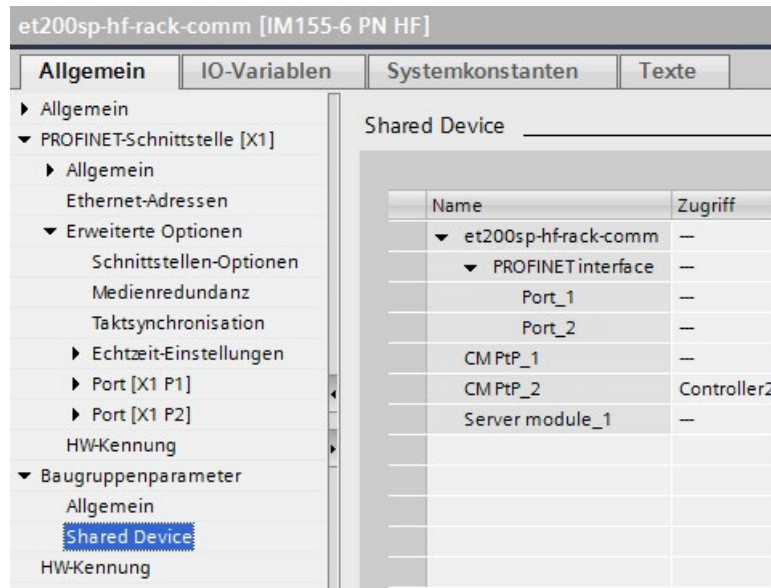 et200sp-hf-rack-comm [IM155-6 PN HF]
Allgemein IO-Variablen Systemkonstanten Texte
Allgemein
PROFINET-Schnittstelle [X1]
Allgemein
Ethernet-Adressen
Erweiterte Optionen
Schnittstellen-Optionen
Medienredundanz
Taktsynchronisation
Echtzeit-Einstellungen
Port [X1 P1]
Port [X1 P2]
HW-Kennung
Baugruppenparameter
Allgemein
Shared Device
HW-Kennung
Shared Device
Name Zugriff
et200sp-hf-rack-comm ---
PROFINET interface ---
Port_1 ---
Port_2 ---
CM PtP_1 ---
CM PtP_2 Controller2
Server module_1 ---